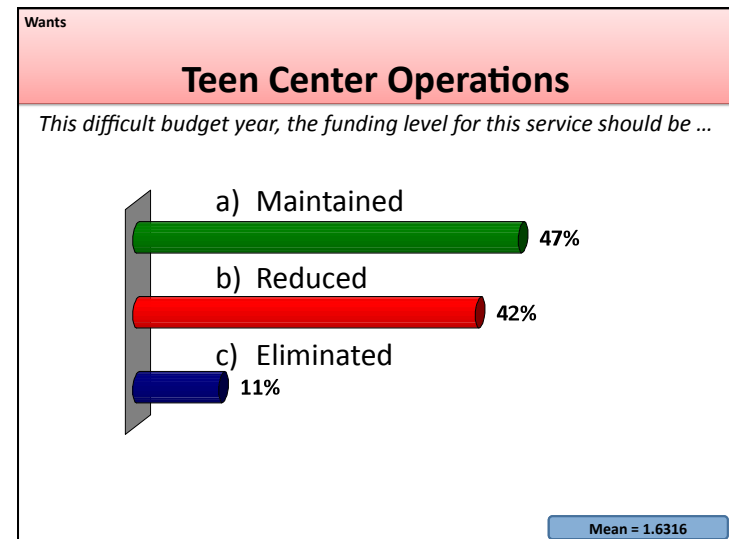 Wants
Teen Center Operations
This difficult budget year, the funding level for this service should be ...
a) Maintained
47%
b) Reduced
42%
c) Eliminated
11%
Mean = 1.6316